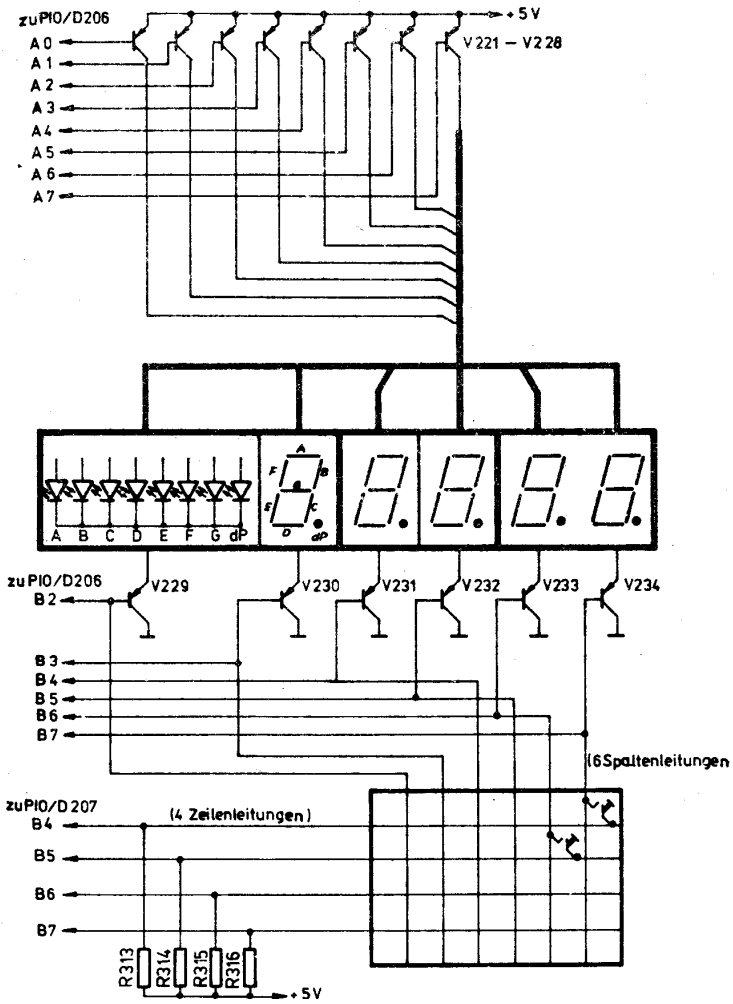 zu PIO/D206
+5V
A0
V221 – V228
A1
A2
A3
A4
A5
A6
A7
A
F B
G
E C
D dP
A B C D E F G dP
zu PIO/D206
B2
V229 V230 V231 V232 V233 V234
B3
B4
B5
B6
B7
(6 Spaltenleitungen
zu PIO/D207
(4 Zeilenleitungen)
B4
B5
B6
B7
R313 R314 R315 R316
+5V